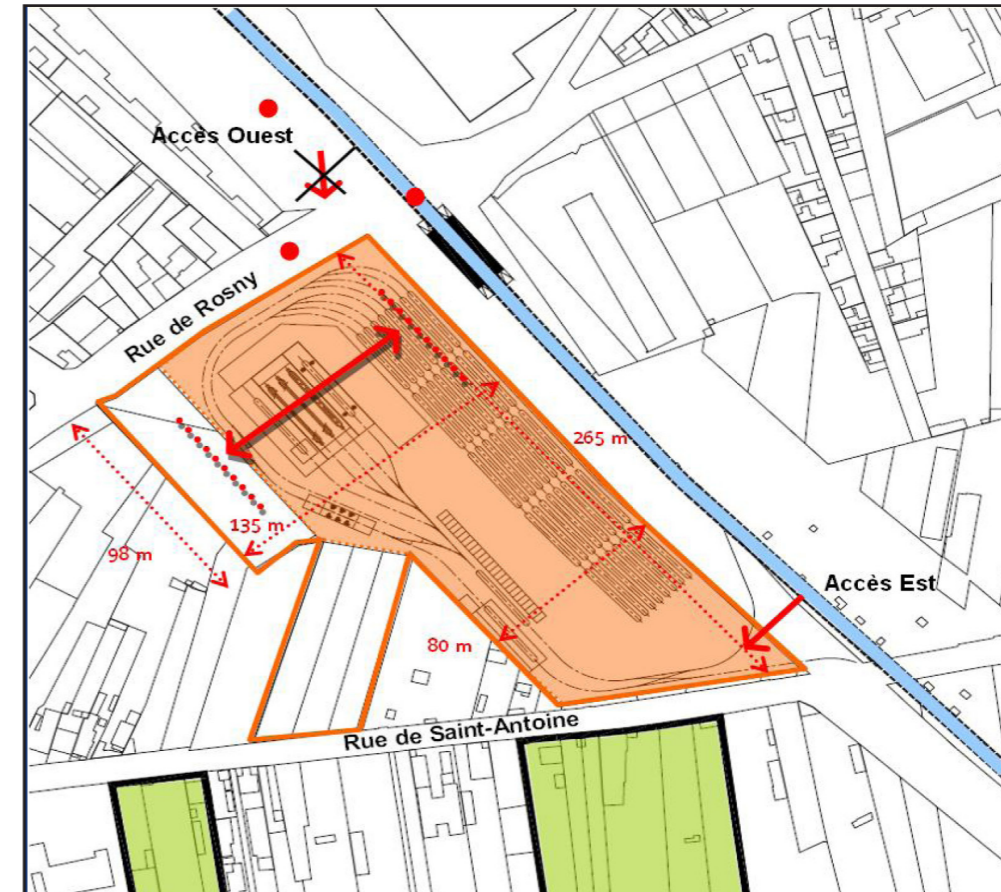 Accès Ouest
Rue de Rosny
265 m
135 m
98 m
Accès Est
80 m
Rue de Saint-Antoine